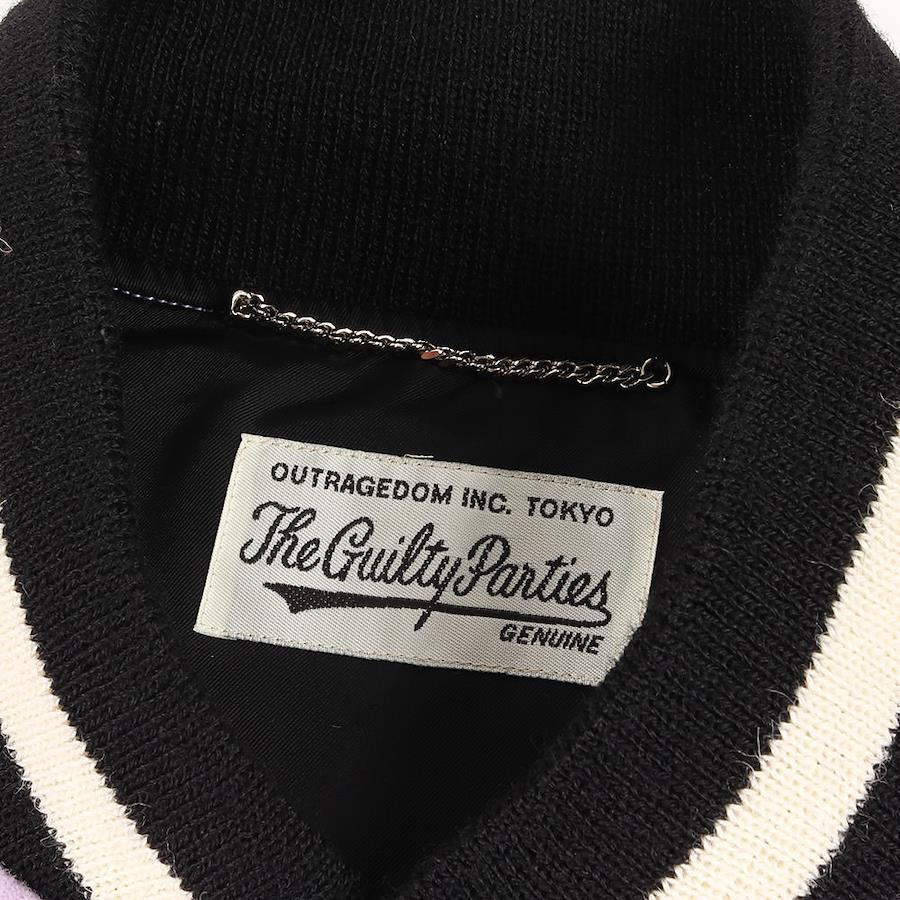 OUTRAGEDOM INC. TOKYO
The Guilty Parties
GENUINE